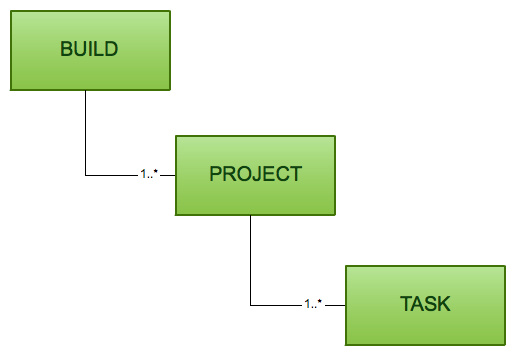 BUILD
1..*
PROJECT
1..*
TASK